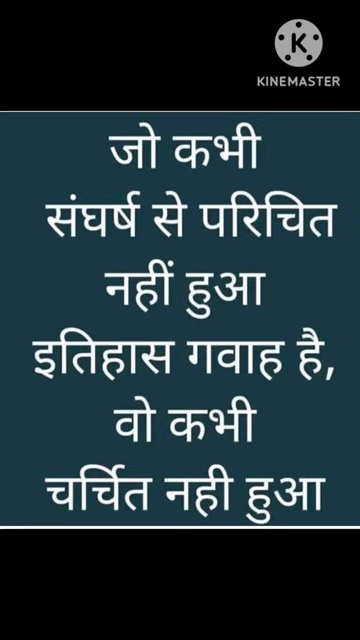 KINEMASTER
जो कभी
संघर्ष से परिचित
नहीं हुआ
इतिहास गवाह है,
वो कभी
चर्चित नही हुआ